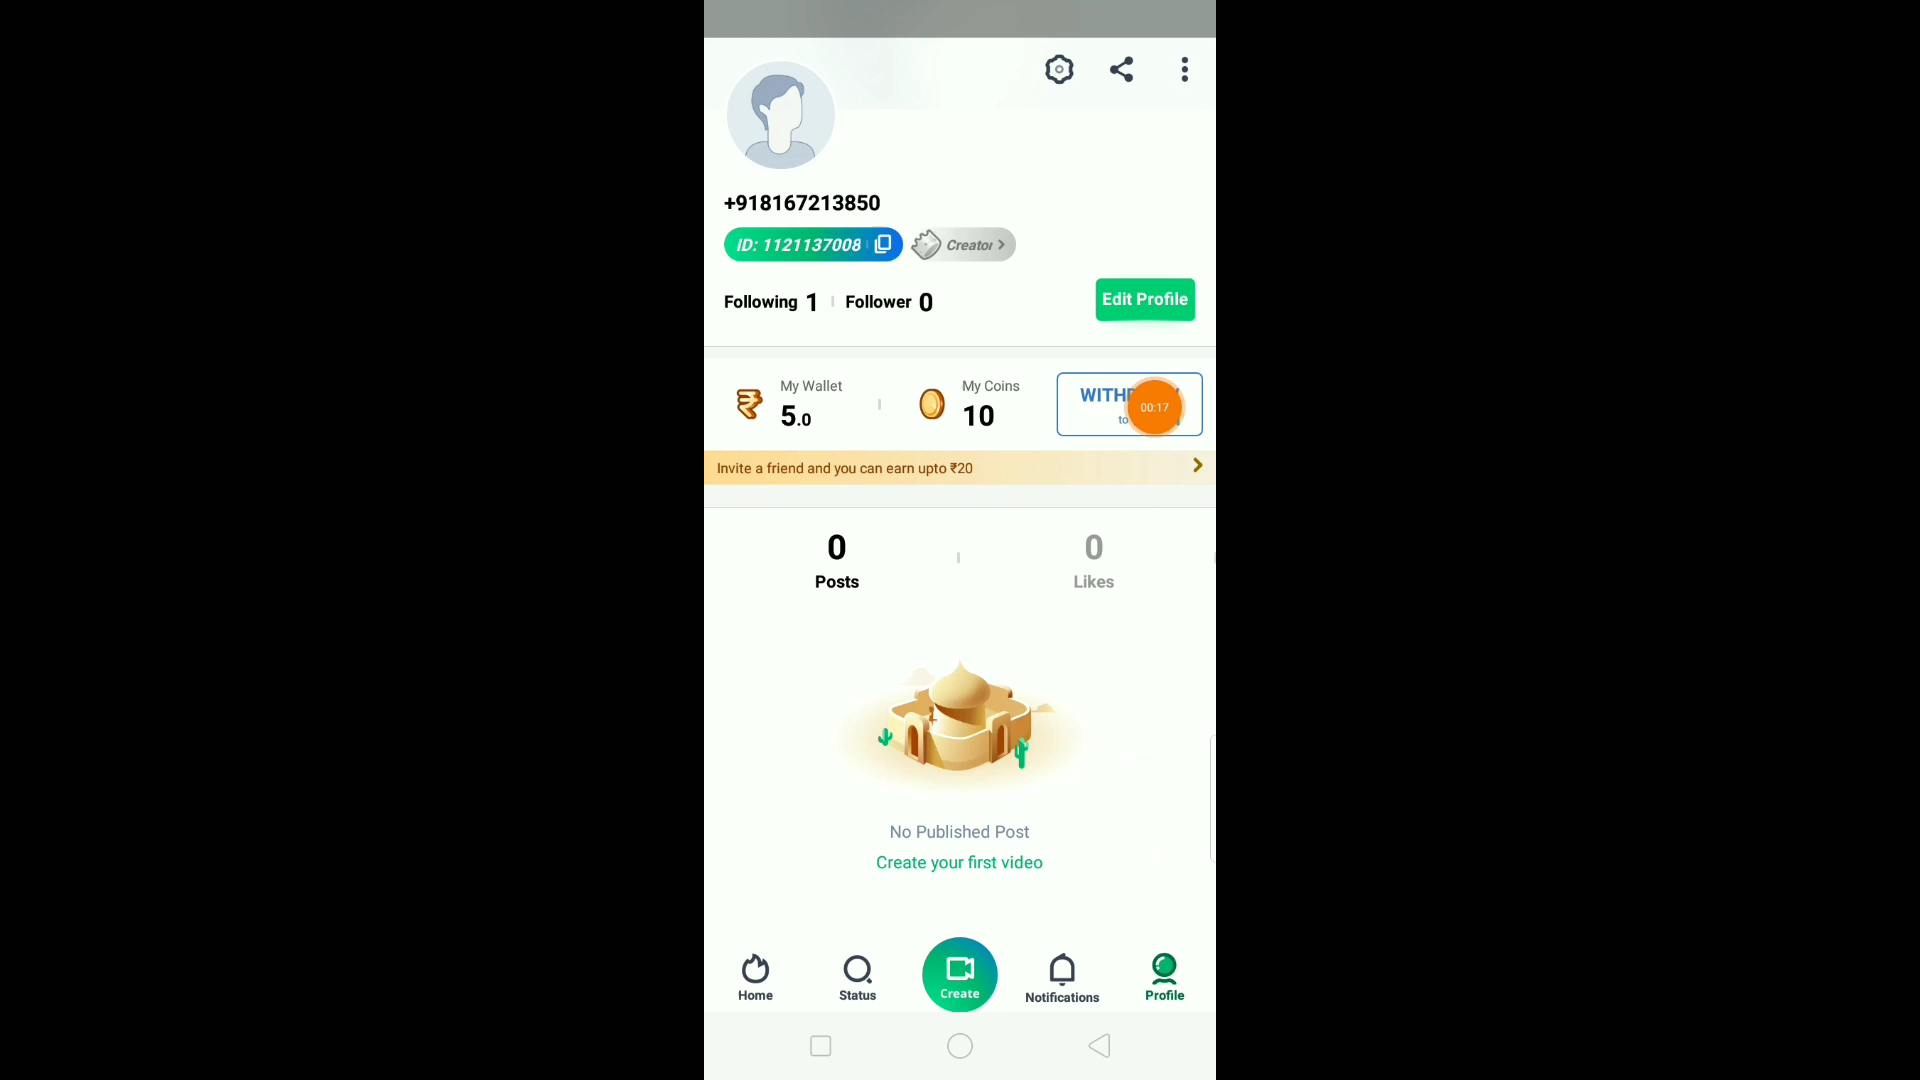 +918167213850
ID: 1121137008
Creator
Following 1
Follower 0
Edit Profile
My Wallet
5.0
My Coins
10
00:17
to
Invite a friend and you can earn upto ₹20
0
Posts
0
Likes
No Published Post
Create your first video
Home
Status
Create
Notifications
Profile